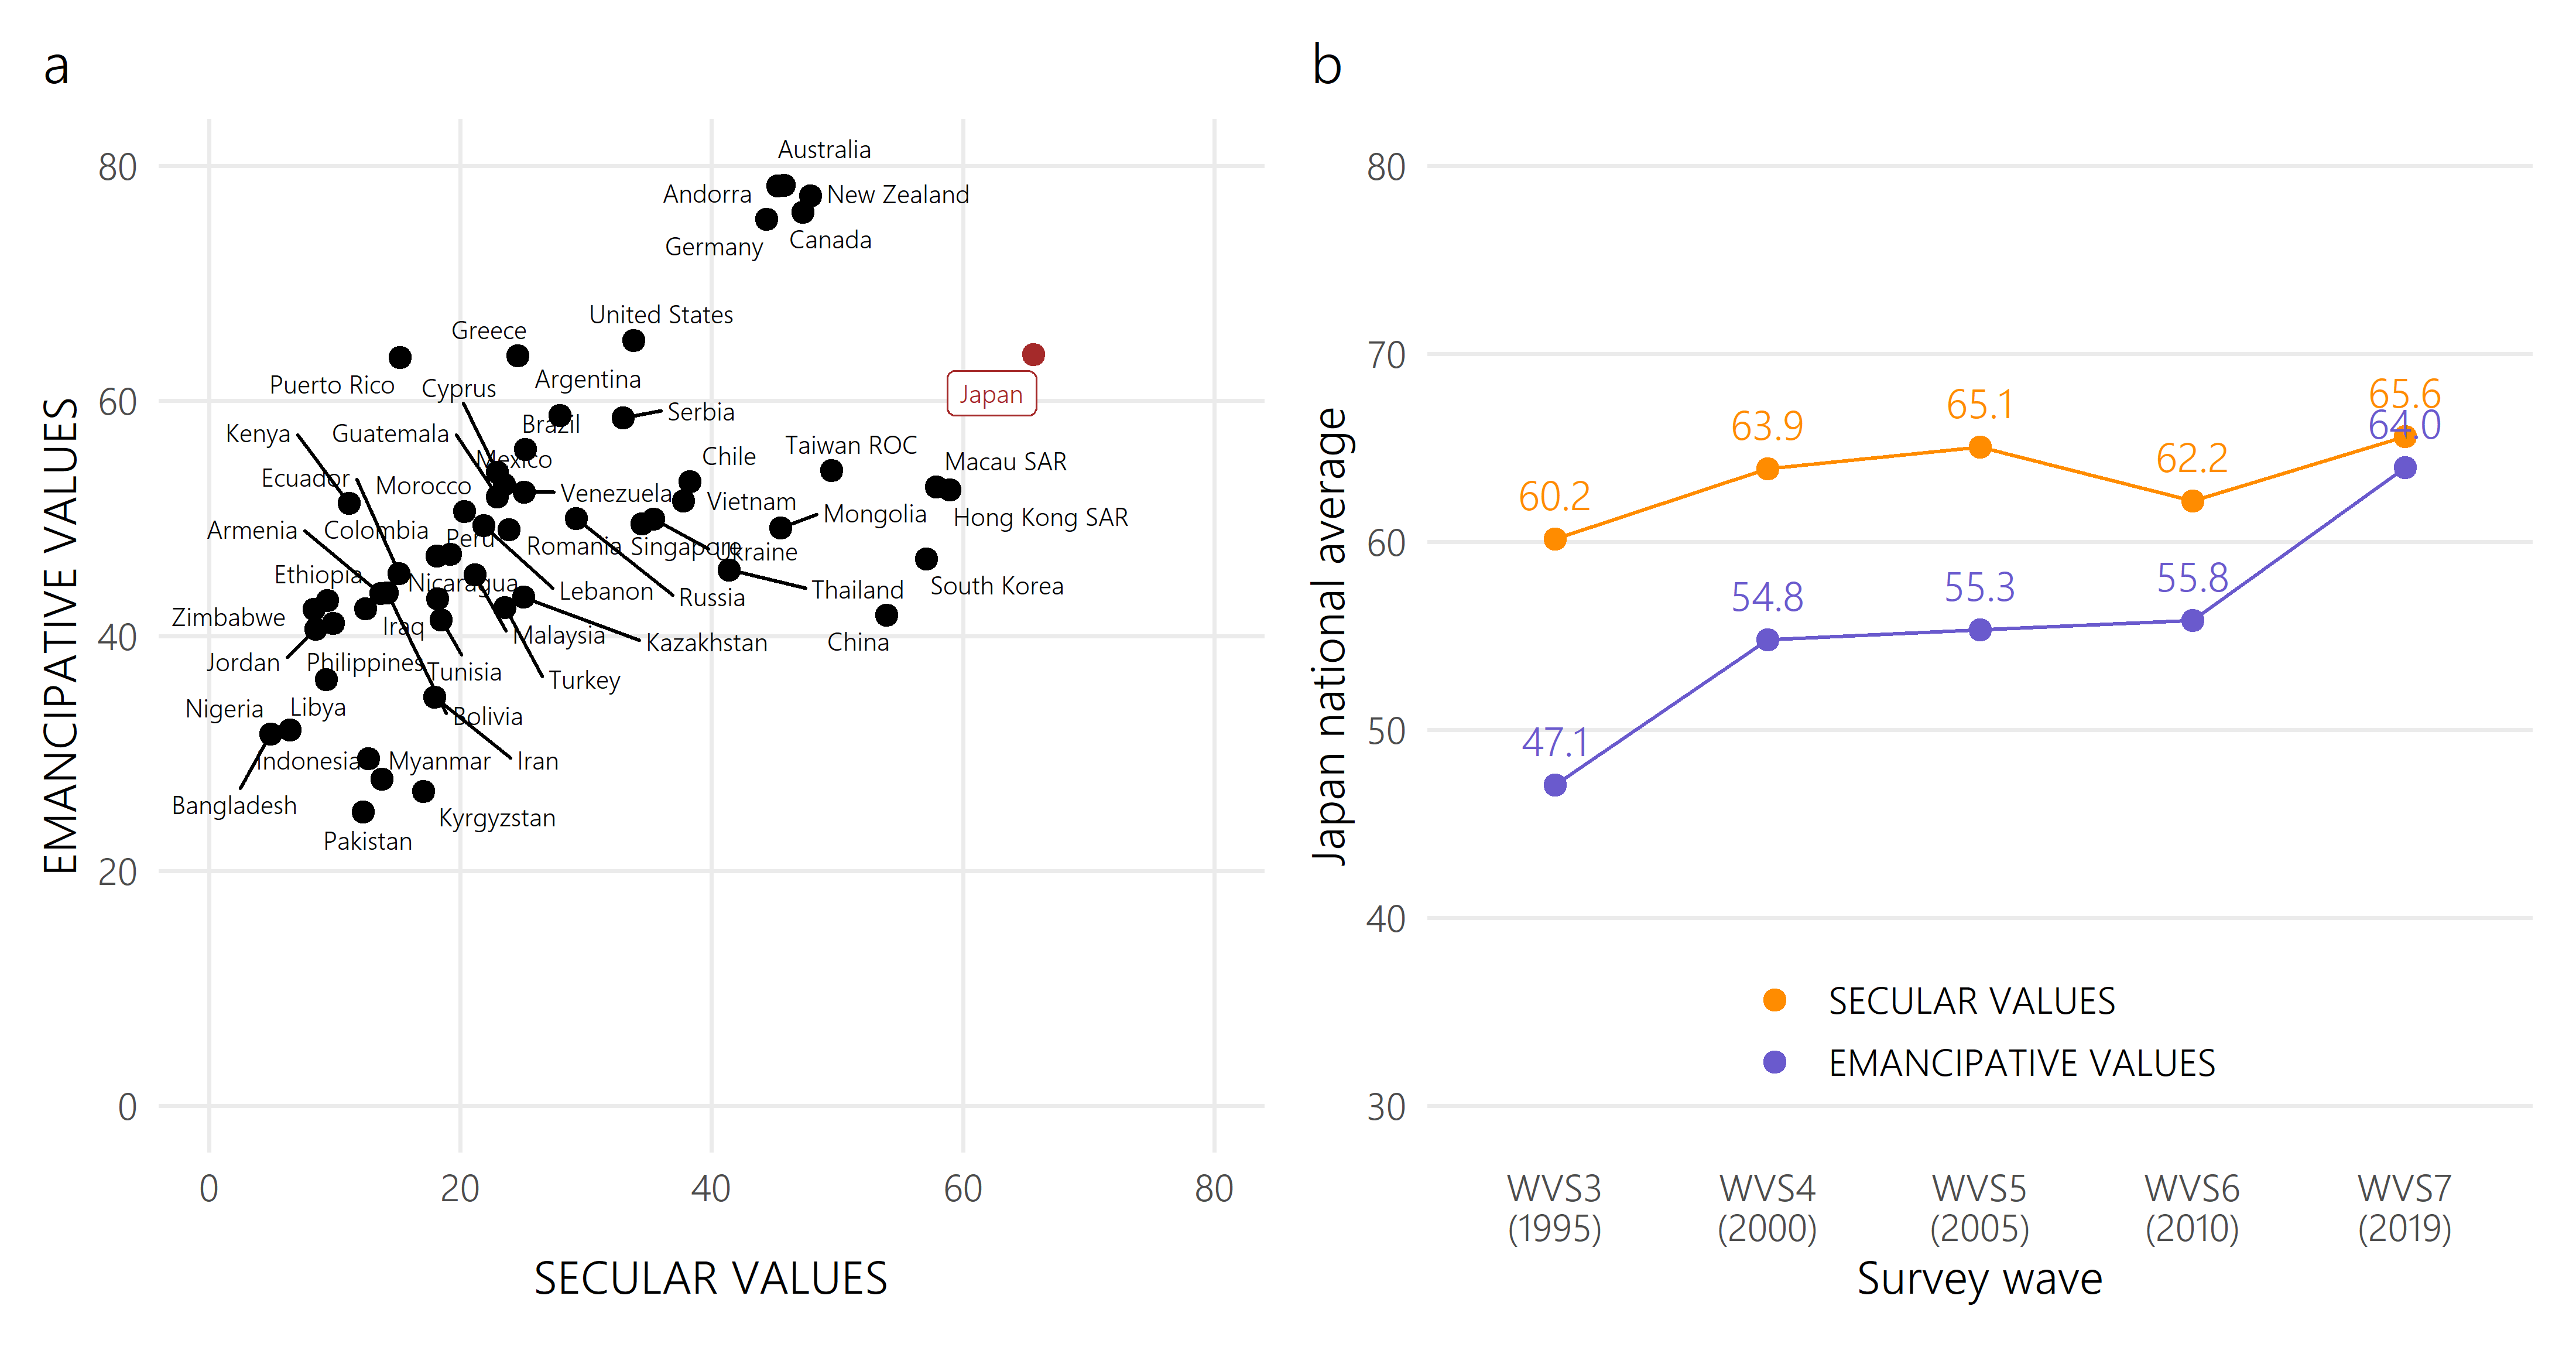 a
80
60
40
20
0
EMANCIPATIVE VALUES
Australia
Andorra
New Zealand
Germany
Canada
United States
Greece
Puerto Rico
Cyprus
Argentina
Japan
Kenya
Guatemala
Brazil
Serbia
Taiwan ROC
Ecuador
Mexico
Chile
Macau SAR
Morocco
Venezuela
Vietnam
Mongolia
Hong Kong SAR
Armenia
Colombia
Peru
Romania
Singapore
Ukraine
Ethiopia
Nicaragua
Lebanon
Russia
Thailand
South Korea
Zimbabwe
Iraq
Malaysia
Kazakhstan
China
Jordan
Philippines
Tunisia
Turkey
Nigeria
Libya
Bolivia
Indonesia
Myanmar
Iran
Bangladesh
Kyrgyzstan
Pakistan
0 20 40 60 80
SECULAR VALUES
b
80
70
60
50
40
30
Japan national average
60.2
63.9
65.1
62.2
65.6
47.1
54.8
55.3
55.8
64.0
SECULAR VALUES
EMANCIPATIVE VALUES
WVS3 WVS4 WVS5 WVS6 WVS7
(1995) (2000) (2005) (2010) (2019)
Survey wave